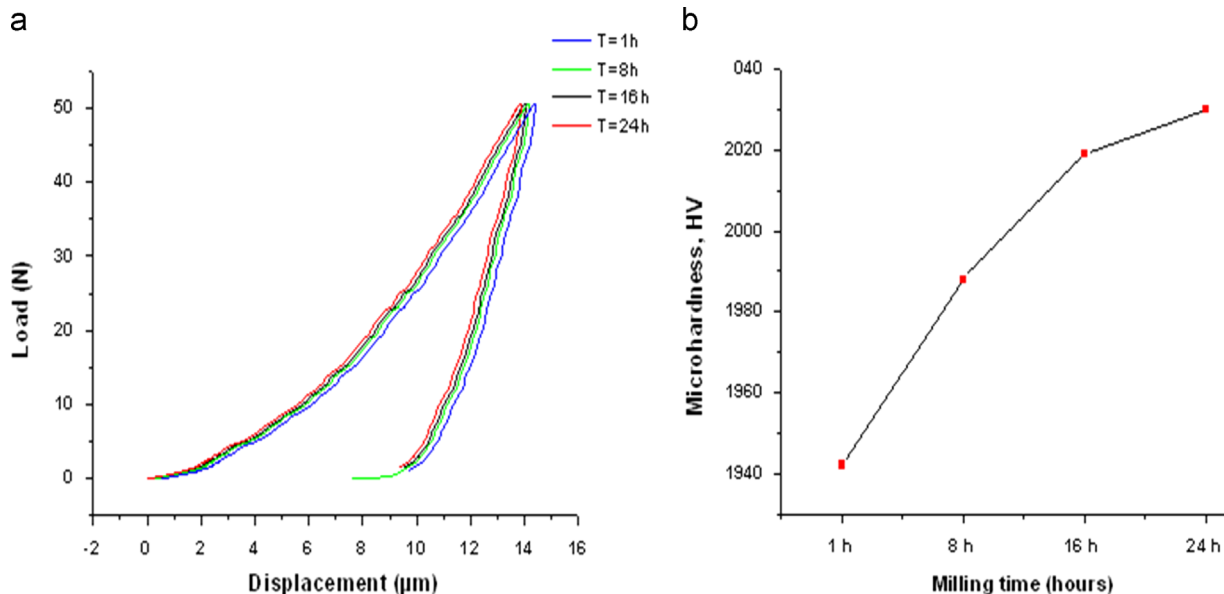 a
T=1h
T=8h
T=16h
T=24h
50
40
30
20
10
0
-2 0 2 4 6 8 10 12 14 16
Load (N)
Displacement (μm)
b
040
2020
2000
1980
1960
1940
1 h 8 h 16 h 24 h
Microhardness, HV
Milling time (hours)